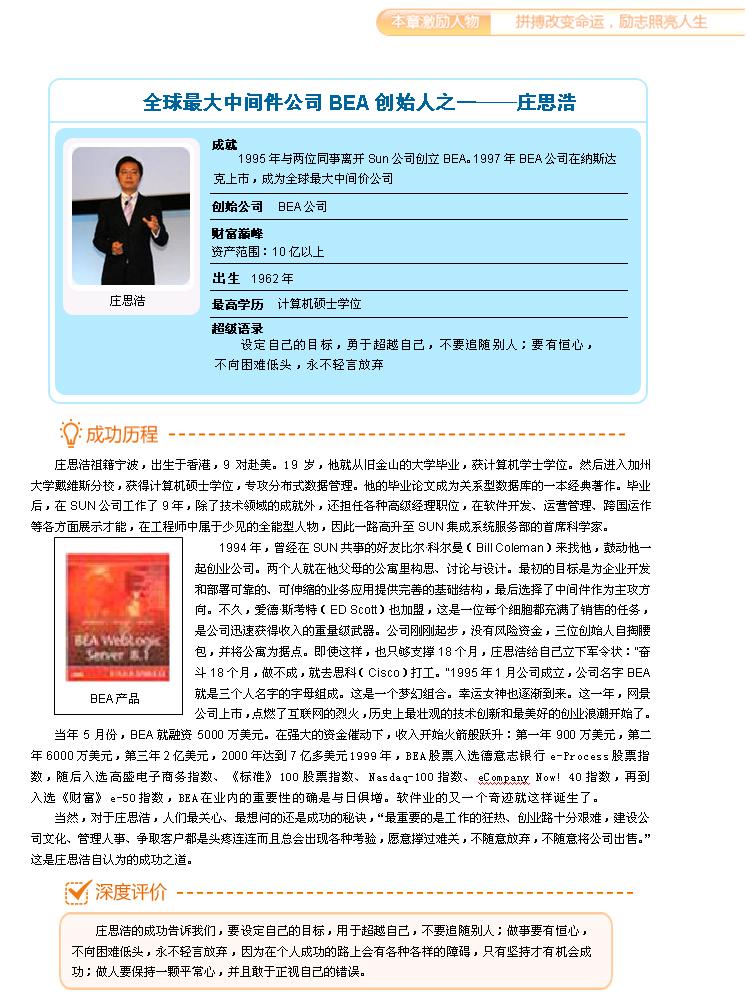 本章激励人物 拼搏改变命运，励志照亮人生
全球最大中间件公司 BEA 创始人之一——庄思浩
成就
1995 年与两位同事离开 Sun 公司创立 BEA。1997 年 BEA 公司在纳斯达
克上市，成为全球最大中间价公司
创始公司 BEA 公司
财富巅峰
资产范围：10 亿以上
出生 1962 年
最高学历 计算机硕士学位
超级语录
设定自己的目标，勇于超越自己，不要追随别人；要有恒心，
不向困难低头，永不轻言放弃
庄思浩
成功历程
庄思浩祖籍宁波，出生于香港，9 对赴美。19 岁，他就从旧金山的大学毕业，获计算机学士学位。然后进入加州
大学戴维斯分校，获得计算机硕士学位，专攻分布式数据管理。他的毕业论文成为关系型数据库的一本经典著作。毕业
后，在 SUN 公司工作了 9 年，除了技术领域的成就外，还担任各种高级经理职位，在软件开发、运营管理、跨国运作
等各方面展示才能，在工程师中属于少见的全能型人物，因此一路高升至 SUN 集成系统服务部的首席科学家。
1994 年，曾经在 SUN 共事的好友比尔·科尔曼（Bill Coleman）来找他，鼓动他一
起创业公司。两个人就在他父母的公寓里构思、讨论与设计。最初的目标是为企业开发
和部署可靠的、可伸缩的业务应用提供完善的基础结构，最后选择了中间件作为主攻方
向。不久，爱德·斯考特（ED Scott）也加盟，这是一位每个细胞都充满了销售的任务，
是公司迅速获得收入的重量级武器。公司刚刚起步，没有风险资金，三位创始人自掏腰
包，并将公寓为据点。即使这样，也只够支撑 18 个月，庄思浩给自己立下军令状：“奋
斗 18 个月，做不成，就去思科（Cisco）打工。”1995 年 1 月公司成立，公司名字 BEA
就是三个人名字的字母组成。这是一个梦幻组合。幸运女神也逐渐到来。这一年，网景
公司上市，点燃了互联网的烈火，历史上最壮观的技术创新和最美好的创业浪潮开始了。
BEA WebLogic
Server 8.1
BEA 产品
当年 5 月份，BEA 就融资 5000 万美元。在强大的资金催动下，收入开始火箭般跃升：第一年 900 万美元，第二
年 6000 万美元，第三年 2 亿美元，2000 年达到 7 亿多美元1999 年，BEA 股票入选德意志银行 e-Process 股票指
数，随后入选高盛电子商务指数、《标准》100 股票指数、Nasdaq-100 指数、eCompany Now! 40 指数，再到
入选《财富》e-50 指数，BEA 在业内的重要性的确是与日俱增。软件业的又一个奇迹就这样诞生了。
当然，对于庄思浩，人们最关心、最想问的还是成功的秘诀，“最重要的是工作的狂热、创业路十分艰难，建设公
司文化、管理人事、争取客户都是头疼连连而且总会出现各种考验，愿意撑过难关，不随意放弃，不随意将公司出售。”
这是庄思浩自认为的成功之道。
深度评价
庄思浩的成功告诉我们，要设定自己的目标，用于超越自己，不要追随别人；做事要有恒心，
不向困难低头，永不轻言放弃，因为在个人成功的路上会有各种各样的障碍，只有坚持才有机会成
功；做人要保持一颗平常心，并且敢于正视自己的错误。